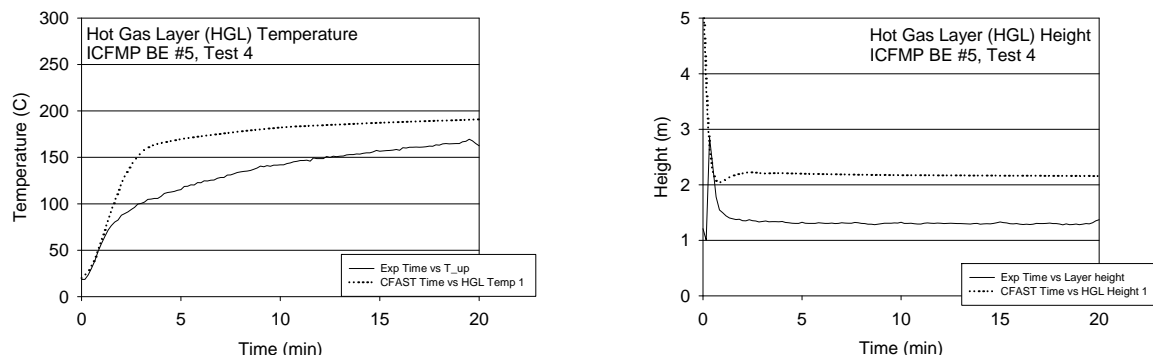 Hot Gas Layer (HGL) Temperature
ICFMP BE #5, Test 4
300
250
200
150
100
50
0
Temperature (C)
0 5 10 15 20
Time (min)
Exp Time vs T_up
CFAST Time vs HGL Temp 1
Hot Gas Layer (HGL) Height
ICFMP BE #5, Test 4
5
4
3
2
1
0
Height (m)
0 5 10 15 20
Time (min)
Exp Time vs Layer height
CFAST Time vs HGL Height 1